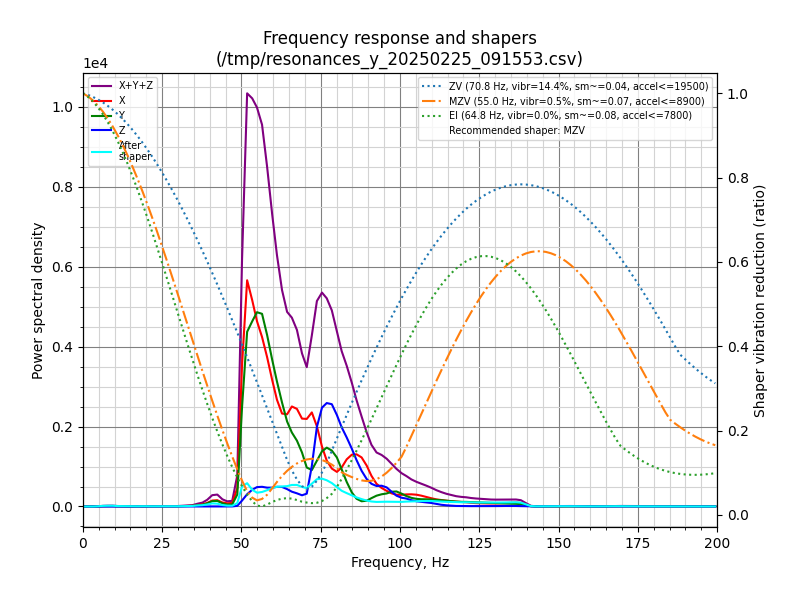 Frequency response and shapers
(/tmp/resonances_y_20250225_091553.csv)
1e4
X+Y+Z
X
Y
Z
After
shaper
ZV (70.8 Hz, vibr=14.4%, sm~=0.04, accel<=19500)
MZV (55.0 Hz, vibr=0.5%, sm~=0.07, accel<=8900)
EI (64.8 Hz, vibr=0.0%, sm~=0.08, accel<=7800)
Recommended shaper: MZV
Power spectral density
1.0
0.8
0.6
0.4
0.2
0.0
1.0
0.8
0.6
0.4
0.2
0.0
Shaper vibration reduction (ratio)
0 25 50 75 100 125 150 175 200
Frequency, Hz